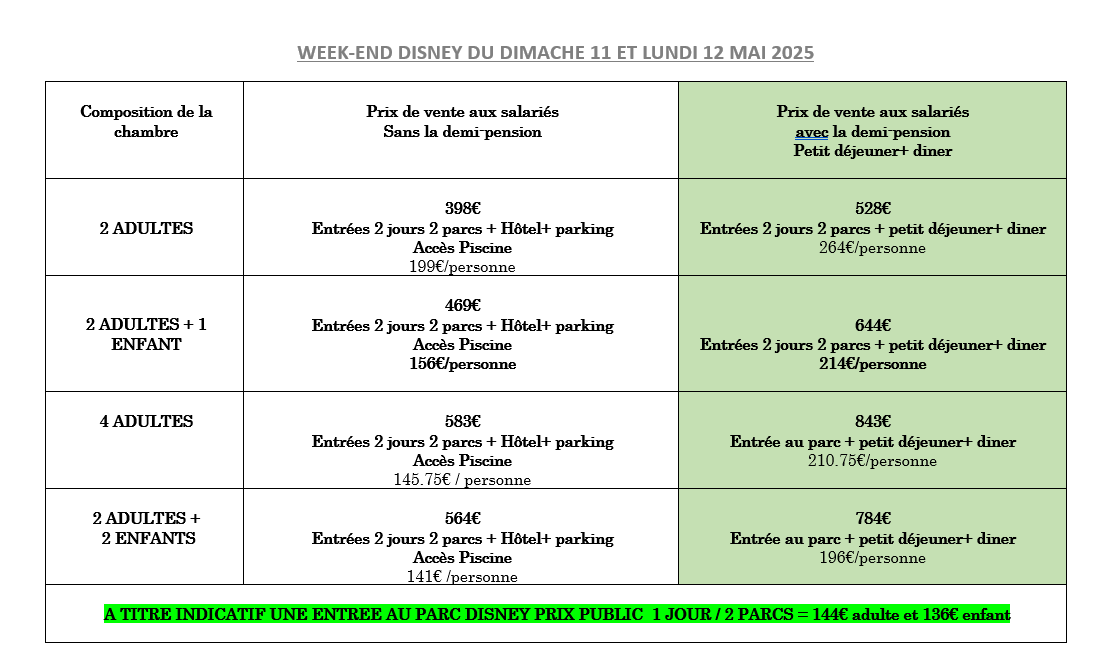 WEEK-END DISNEY DU DIMACHE 11 ET LUNDI 12 MAI 2025
Composition de la
chambre
Prix de vente aux salariés
Sans la demi-pension
Prix de vente aux salariés
avec la demi-pension
Petit déjeuner+ diner
2 ADULTES
398€
Entrées 2 jours 2 parcs + Hôtel+ parking
Accès Piscine
199€/personne
528€
Entrées 2 jours 2 parcs + petit déjeuner+ diner
264€/personne
2 ADULTES + 1
ENFANT
469€
Entrées 2 jours 2 parcs + Hôtel+ parking
Accès Piscine
156€/personne
644€
Entrées 2 jours 2 parcs + petit déjeuner+ diner
214€/personne
4 ADULTES
583€
Entrées 2 jours 2 parcs + Hôtel+ parking
Accès Piscine
145.75€ / personne
843€
Entrée au parc + petit déjeuner+ diner
210.75€/personne
2 ADULTES +
2 ENFANTS
564€
Entrées 2 jours 2 parcs + Hôtel+ parking
Accès Piscine
141€ /personne
784€
Entrée au parc + petit déjeuner+ diner
196€/personne
A TITRE INDICATIF UNE ENTREE AU PARC DISNEY PRIX PUBLIC 1 JOUR / 2 PARCS = 144€ adulte et 136€ enfant